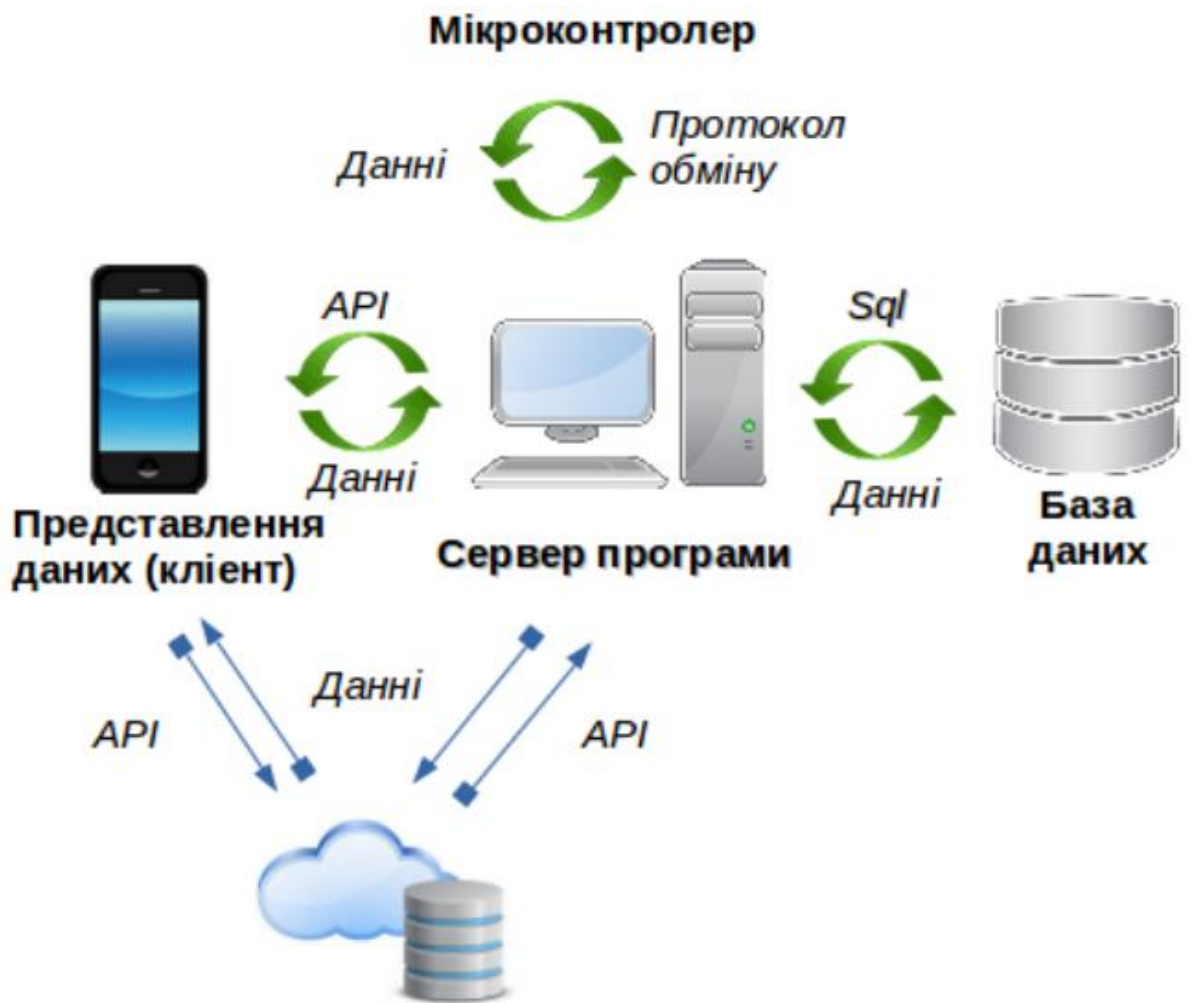 Мікроконтролер
Данні
Протокол
обміну
API
Sql
Данні
Данні
Представлення
даних (клієнт)
Сервер програми
База
даних
Данні
API
API